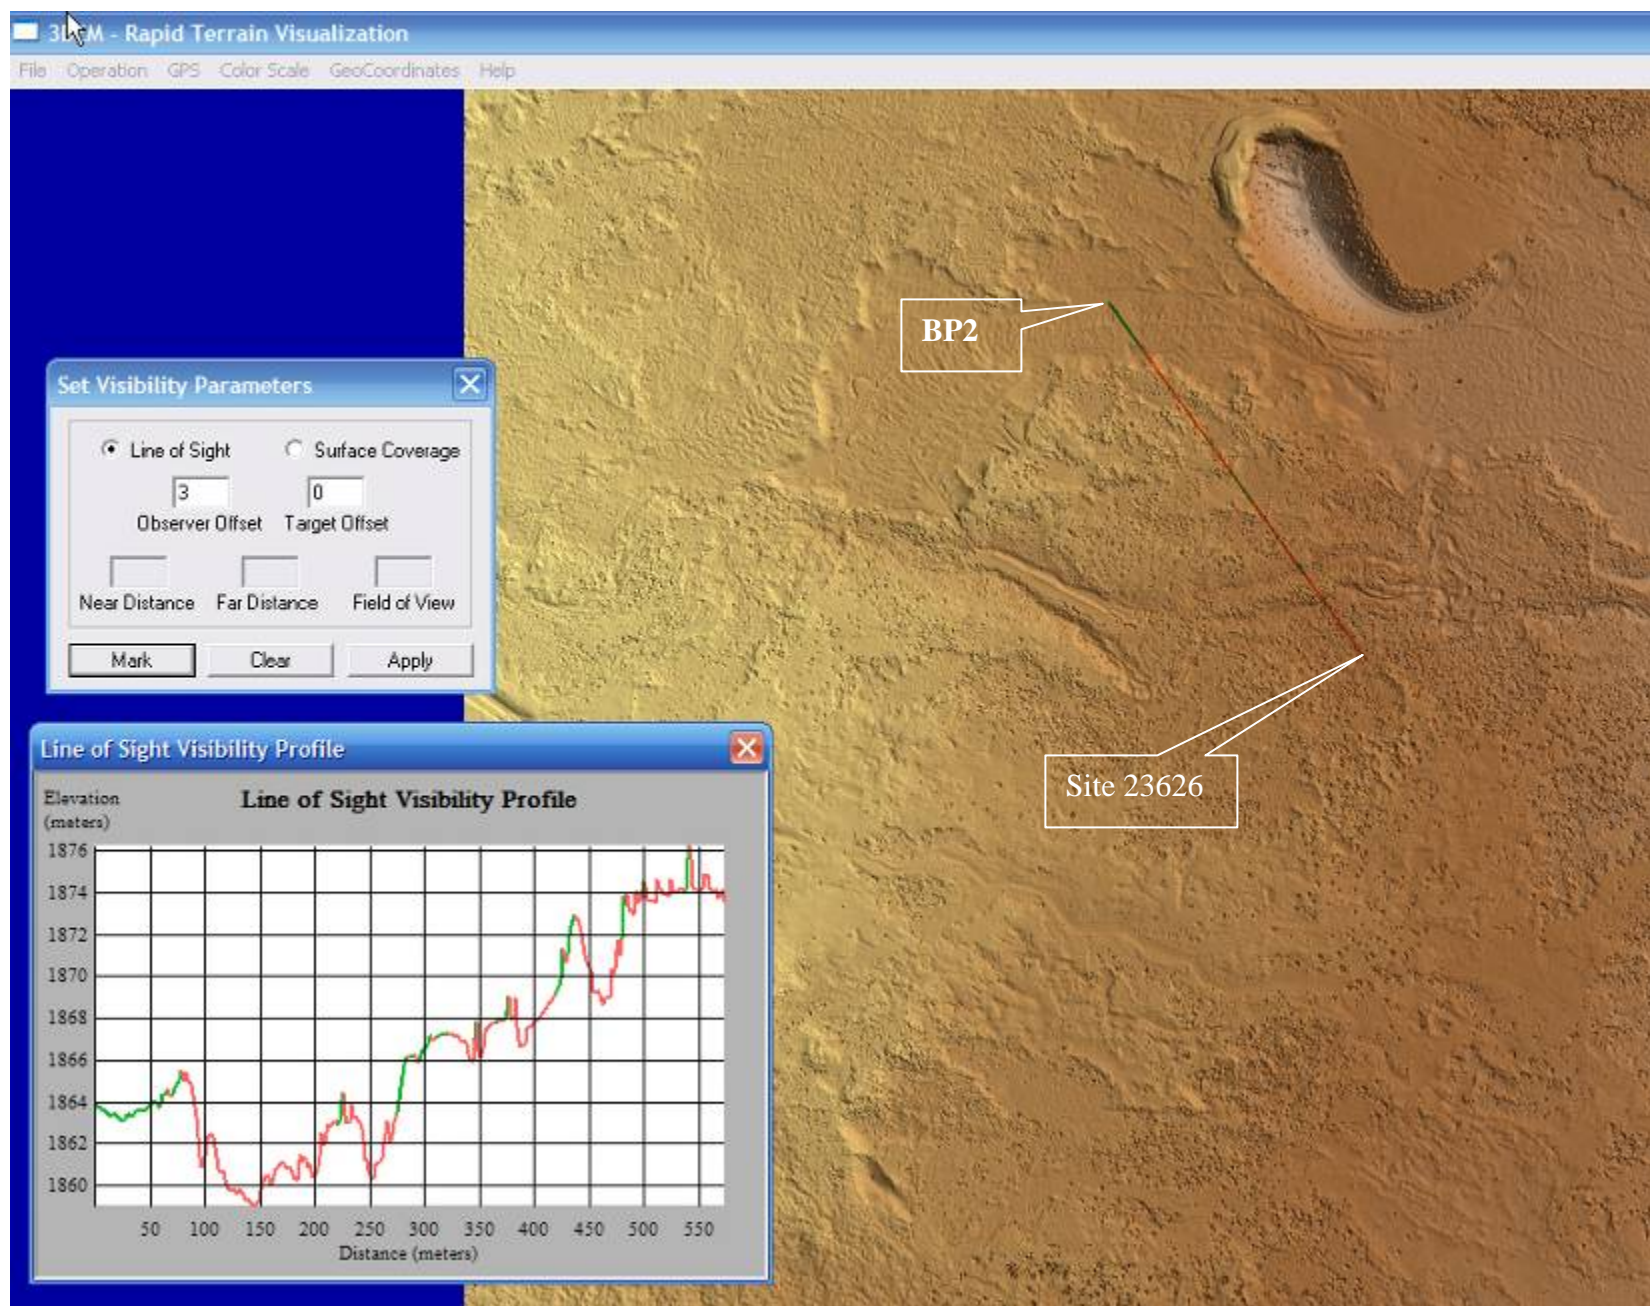 3DEM - Rapid Terrain Visualization
File Operation GPS Color Scale GeoCoordinates Help
BP2
Set Visibility Parameters
Line of Sight Surface Coverage
3 0
Observer Offset Target Offset
Near Distance Far Distance Field of View
Mark Clear Apply
Site 23626
Line of Sight Visibility Profile
Elevation
(meters)
Line of Sight Visibility Profile
1876
1874
1872
1870
1868
1866
1864
1862
1860
50 100 150 200 250 300 350 400 450 500 550
Distance (meters)